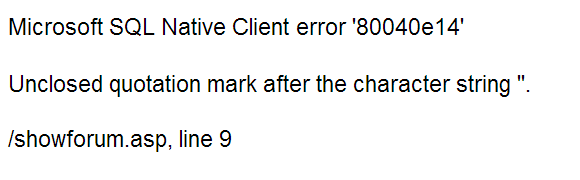 Microsoft SQL Native Client error '80040e14'
Unclosed quotation mark after the character string ''.
/showforum.asp, line 9